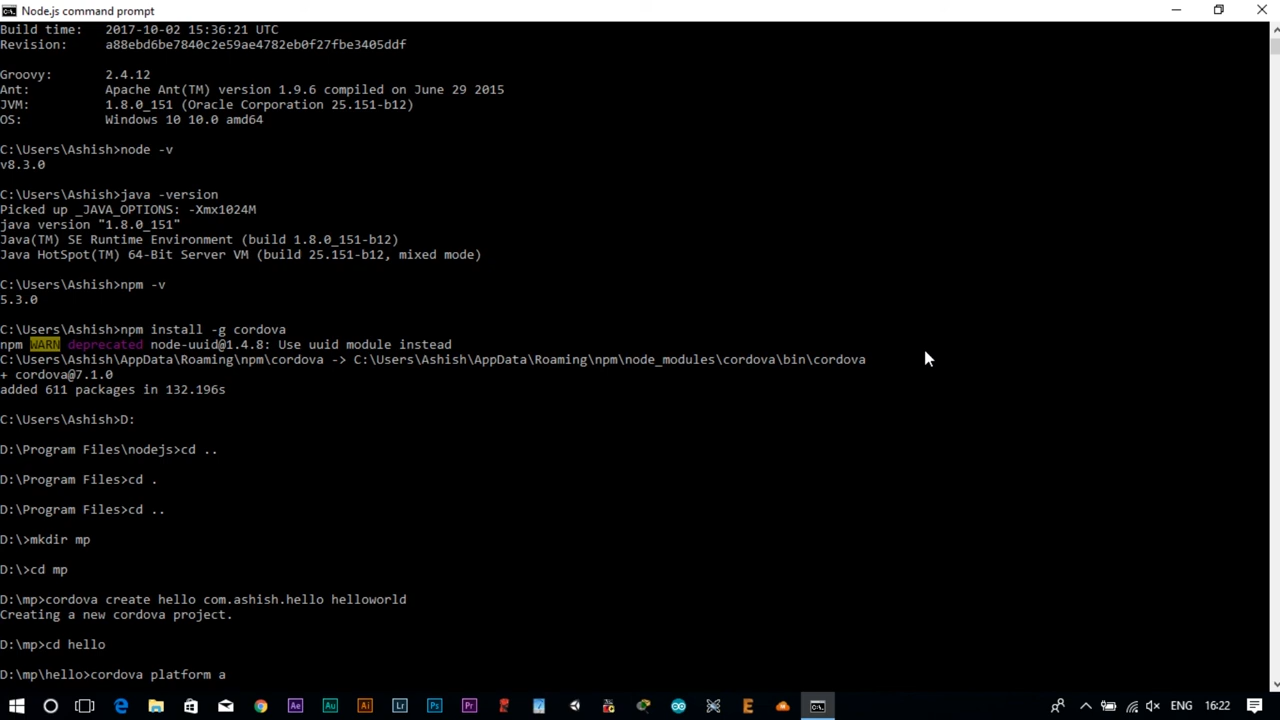 Node.js command prompt
Build time:   2017-10-02 15:36:21 UTC
Revision:     a88ebd6be7840c2e59ae4782eb0f27fbe3405ddf
Groovy:       2.4.12
Ant:          Apache Ant(TM) version 1.9.6 compiled on June 29 2015
JVM:          1.8.0_151 (Oracle Corporation 25.151-b12)
OS:           Windows 10 10.0 amd64
C:\Users\Ashish>node -v
v8.3.0
C:\Users\Ashish>java -version
Picked up _JAVA_OPTIONS: -Xmx1024M
java version "1.8.0_151"
Java(TM) SE Runtime Environment (build 1.8.0_151-b12)
Java HotSpot(TM) 64-Bit Server VM (build 25.151-b12, mixed mode)
C:\Users\Ashish>npm -v
5.3.0
C:\Users\Ashish>npm install -g cordova
npm WARN deprecated node-uuid@1.4.8: Use uuid module instead
C:\Users\Ashish\AppData\Roaming\npm\cordova -> C:\Users\Ashish\AppData\Roaming\npm\node_modules\cordova\bin\cordova
+ cordova@7.1.0
added 611 packages in 132.196s
C:\Users\Ashish>D:
D:\Program Files\nodejs>cd ..
D:\Program Files>cd .
D:\Program Files>cd ..
D:\>mkdir mp
D:\>cd mp
D:\mp>cordova create hello com.ashish.hello helloworld
Creating a new cordova project.
D:\mp>cd hello
D:\mp\hello>cordova platform a
Ae Au Ai Lr Ps Pr E ENG 16:22